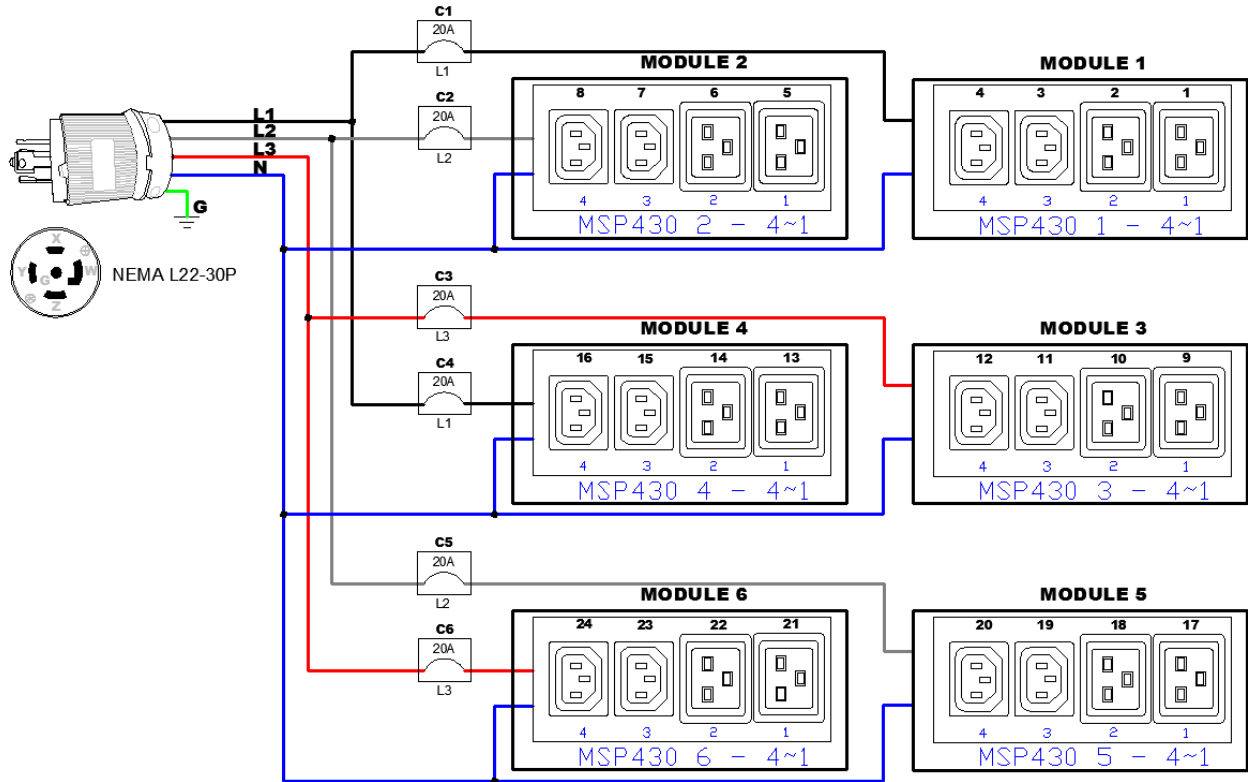 C1
20A
L1
MODULE 2
MODULE 1
C2
20A
L2
8 7 6 5
4 3 2 1
L1
L2
L3
N
G
4 3 2 1
MSP430 2 - 4~1
4 3 2 1
MSP430 1 - 4~1
X
Y
W
G
Z
NEMA L22-30P
C3
20A
L3
MODULE 4
MODULE 3
C4
20A
L1
16 15 14 13
12 11 10 9
4 3 2 1
MSP430 4 - 4~1
4 3 2 1
MSP430 3 - 4~1
C5
20A
L2
MODULE 6
MODULE 5
C6
20A
L3
24 23 22 21
20 19 18 17
4 3 2 1
MSP430 6 - 4~1
4 3 2 1
MSP430 5 - 4~1